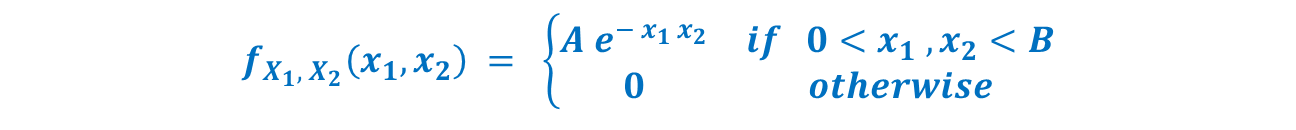 f_{X_1, X_2}(x_1, x_2) = { A e^{- x_1 x_2} if 0 < x_1 , x_2 < B
0 otherwise